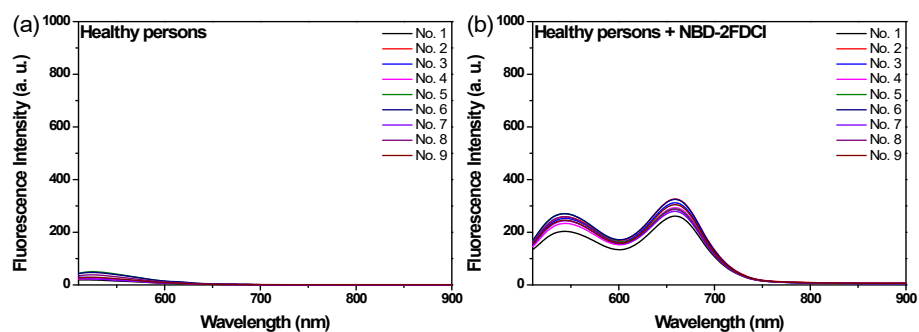 (a)
Healthy persons
No. 1
No. 2
No. 3
No. 4
No. 5
No. 6
No. 7
No. 8
No. 9
1000
800
600
400
200
0
600
700
800
900
Fluorescence Intensity (a. u.)
Wavelength (nm)
(b)
Healthy persons + NBD-2FDCI
No. 1
No. 2
No. 3
No. 4
No. 5
No. 6
No. 7
No. 8
No. 9
1000
800
600
400
200
0
600
700
800
900
Fluorescence Intensity (a. u.)
Wavelength (nm)